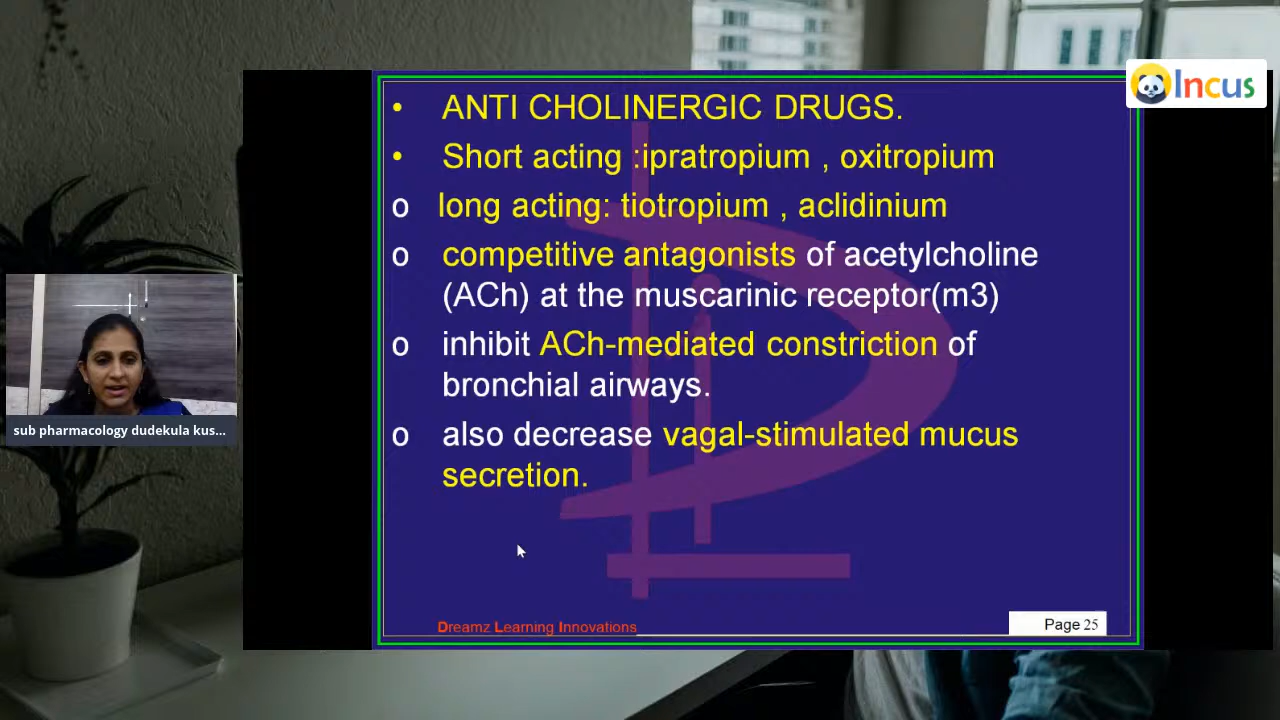 Incus
• ANTI CHOLINERGIC DRUGS.
• Short acting :ipratropium , oxitropium
o long acting: tiotropium , aclidinium
o competitive antagonists of acetylcholine
(ACh) at the muscarinic receptor(m3)
o inhibit ACh-mediated constriction of
bronchial airways.
o also decrease vagal-stimulated mucus
secretion.
sub pharmacology dudekula kus...
Dreamz Learning Innovations
Page 25